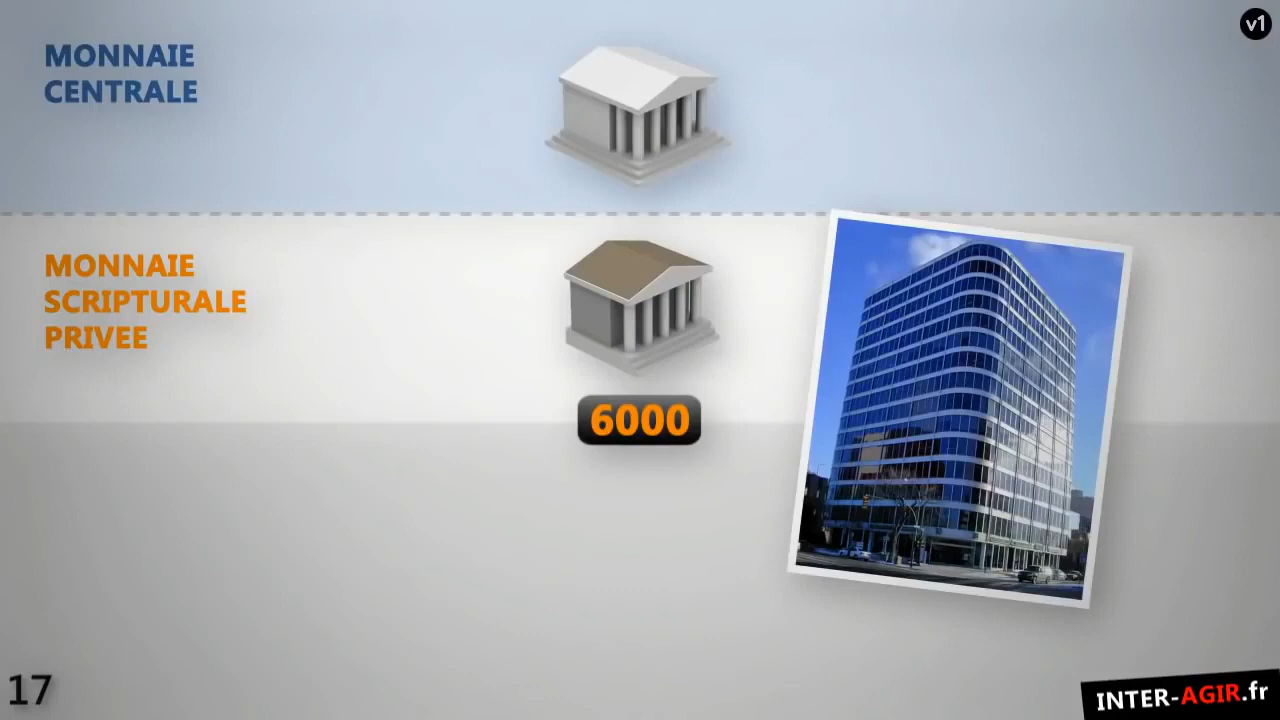 MONNAIE
CENTRALE
v1
MONNAIE
SCRIPTURALE
PRIVEE
6000
17
INTER-AGIR.fr